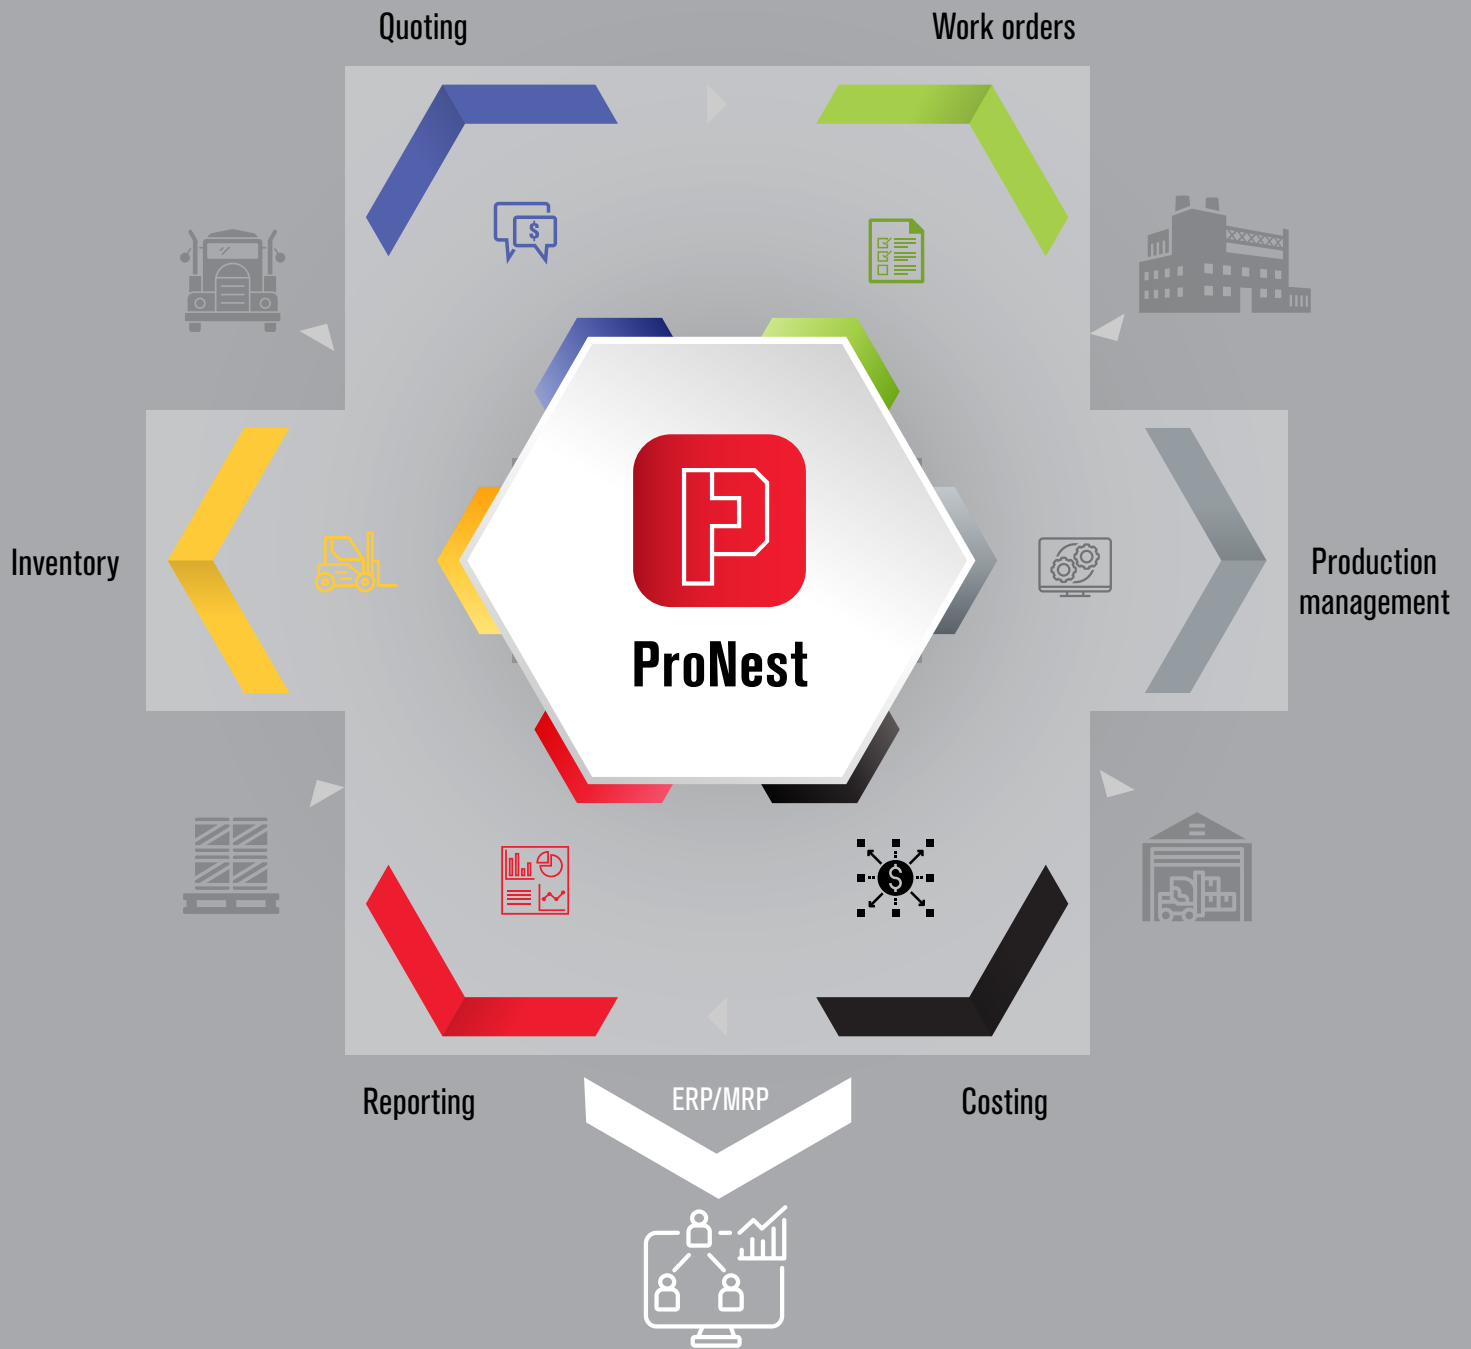 Quoting
Work orders
Inventory
ProNest
Production
management
Reporting
ERP/MRP
Costing